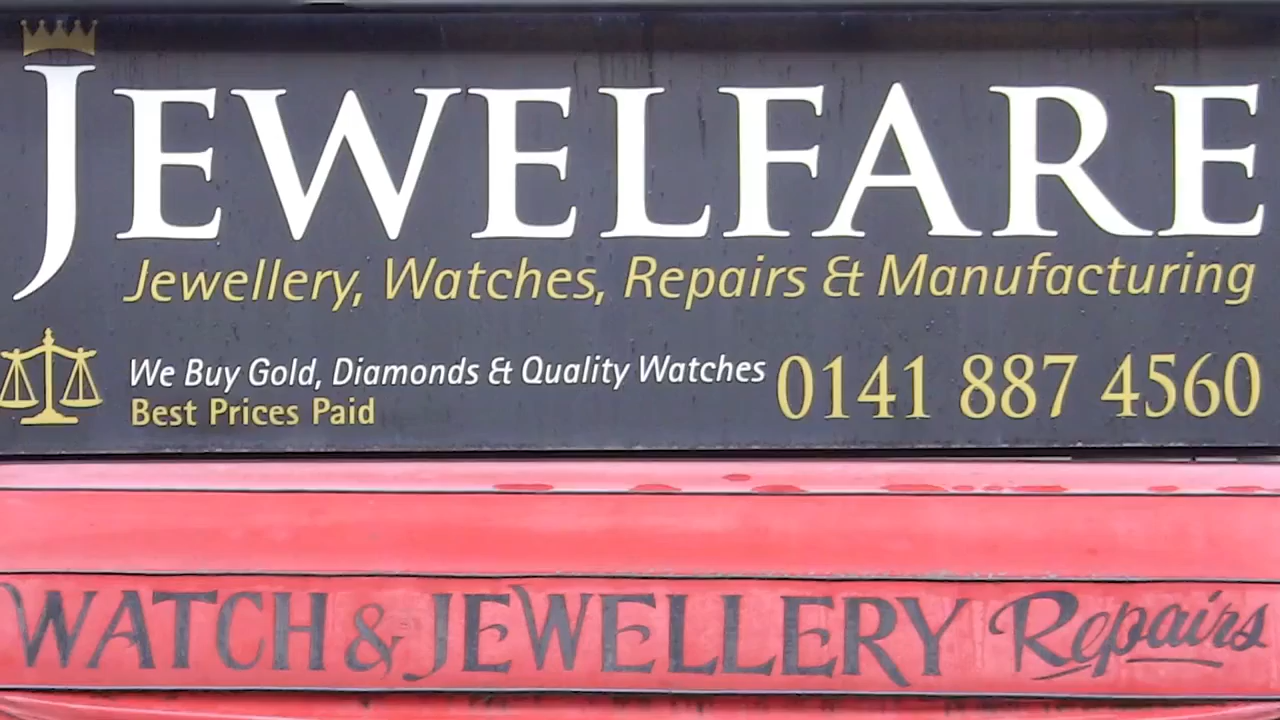 JEWELFARE
Jewellery, Watches, Repairs & Manufacturing
We Buy Gold, Diamonds & Quality Watches
Best Prices Paid
0141 887 4560
WATCH & JEWELLERY Repairs